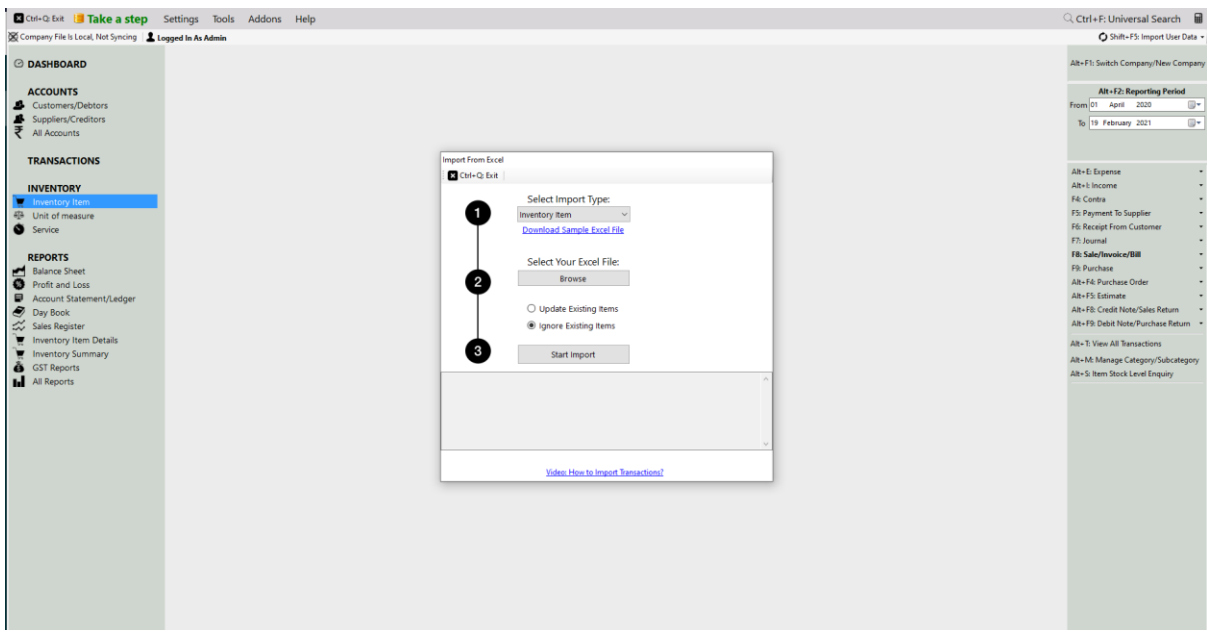 Ctrl+Q: Exit Take a step Settings Tools Addons Help Ctrl+F: Universal Search
Company File Is Local, Not Syncing Logged In As Admin Shift+F5: Import User Data
DASHBOARD
ACCOUNTS
Customers/Debtors
Suppliers/Creditors
All Accounts
TRANSACTIONS
INVENTORY
Inventory Item
Unit of measure
Service
REPORTS
Balance Sheet
Profit and Loss
Account Statement/Ledger
Day Book
Sales Register
Inventory Item Details
Inventory Summary
GST Reports
All Reports
Import From Excel
Ctrl+Q: Exit
1
Select Import Type:
Inventory Item
Download Sample Excel File
2
Select Your Excel File:
Browse
Update Existing Items
Ignore Existing Items
3
Start Import
Video: How to Import Transactions?
Alt+F1: Switch Company/New Company
Alt+F2: Reporting Period
From 01 April 2020
To 19 February 2021
Alt+E: Expense
Alt+I: Income
F4: Contra
F5: Payment To Supplier
F6: Receipt From Customer
F7: Journal
F8: Sale/Invoice/Bill
F9: Purchase
Alt+F4: Purchase Order
Alt+F5: Estimate
Alt+F8: Credit Note/Sales Return
Alt+F9: Debit Note/Purchase Return
Alt+T: View All Transactions
Alt+M: Manage Category/Subcategory
Alt+S: Item Stock Level Enquiry